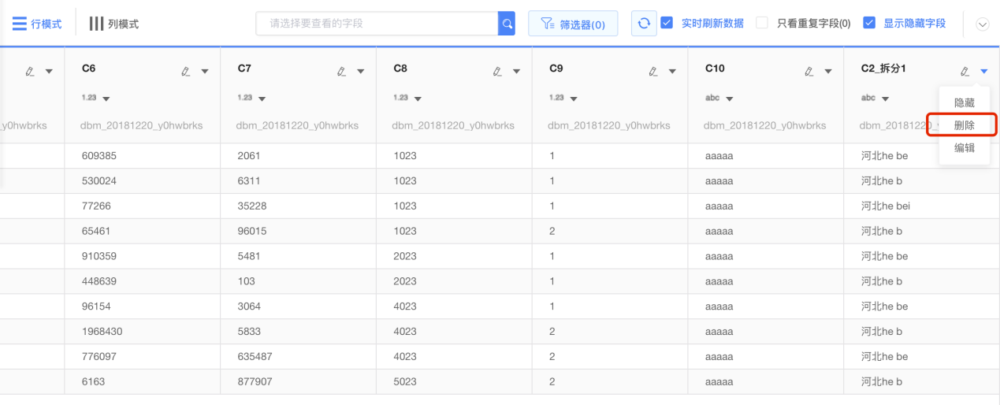 行模式 列模式 请选择要查看的字段 筛选器(0) 实时刷新数据 只看重复字段(0) 显示隐藏字段
C6 C7 C8 C9 C10 C2_拆分1
1.23 1.23 1.23 1.23 abc abc
隐藏
_y0hwbrks dbm_20181220_y0hwbrks dbm_20181220_y0hwbrks dbm_20181220_y0hwbrks dbm_20181220_y0hwbrks dbm_20181220_y0hwbrks dbm_20181220_
删除
编辑
609385 2061 1023 1 aaaaa 河北he be
530024 6311 1023 1 aaaaa 河北he b
77266 35228 1023 1 aaaaa 河北he bei
65461 96015 1023 2 aaaaa 河北he b
910359 5481 2023 1 aaaaa 河北he be
448639 103 2023 1 aaaaa 河北he b
96154 3064 4023 1 aaaaa 河北he be
1968430 5833 4023 2 aaaaa 河北he b
776097 635487 4023 2 aaaaa 河北he be
6163 877907 5023 2 aaaaa 河北he b